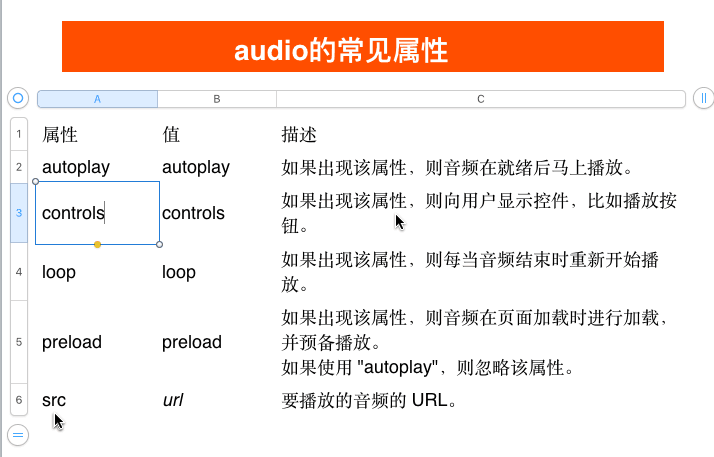 audio的常见属性
A B C
1 属性 值 描述
2 autoplay autoplay 如果出现该属性，则音频在就绪后马上播放。
3 controls controls 如果出现该属性，则向用户显示控件，比如播放按
钮。
4 loop loop 如果出现该属性，则每当音频结束时重新开始播
放。
5 preload preload 如果出现该属性，则音频在页面加载时进行加载，
并预备播放。
如果使用 "autoplay"，则忽略该属性。
6 src url 要播放的音频的 URL。